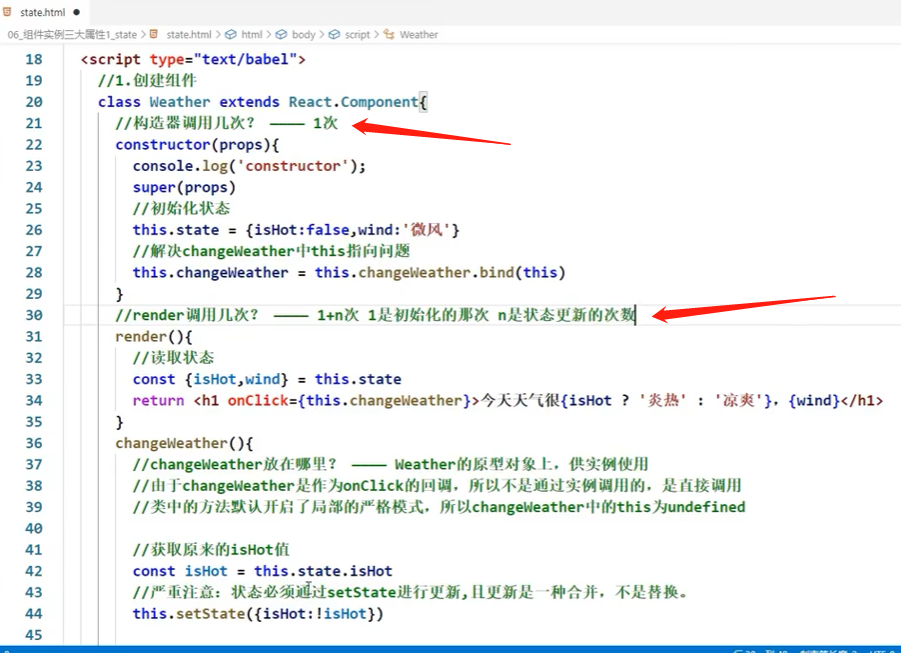 state.html ●
06_组件实例三大属性1_state > state.html > html > body > script > Weather
18 <script type="text/babel">
19 //1.创建组件
20 class Weather extends React.Component{
21 //构造器调用几次？ ———— 1次
22 constructor(props){
23 console.log('constructor');
24 super(props)
25 //初始化状态
26 this.state = {isHot:false,wind:'微风'}
27 //解决changeWeather中this指向问题
28 this.changeWeather = this.changeWeather.bind(this)
29 }
30 //render调用几次？ ———— 1+n次 1是初始化的那次 n是状态更新的次数
31 render(){
32 //读取状态
33 const {isHot,wind} = this.state
34 return <h1 onClick={this.changeWeather}>今天天气很{isHot ? '炎热' : '凉爽'}，{wind}</h1>
35 }
36 changeWeather(){
37 //changeWeather放在哪里？ ———— Weather的原型对象上，供实例使用
38 //由于changeWeather是作为onClick的回调，所以不是通过实例调用的，是直接调用
39 //类中的方法默认开启了局部的严格模式，所以changeWeather中的this为undefined
40
41 //获取原来的isHot值
42 const isHot = this.state.isHot
43 //严重注意：状态必须通过setState进行更新,且更新是一种合并，不是替换。
44 this.setState({isHot:!isHot})
45